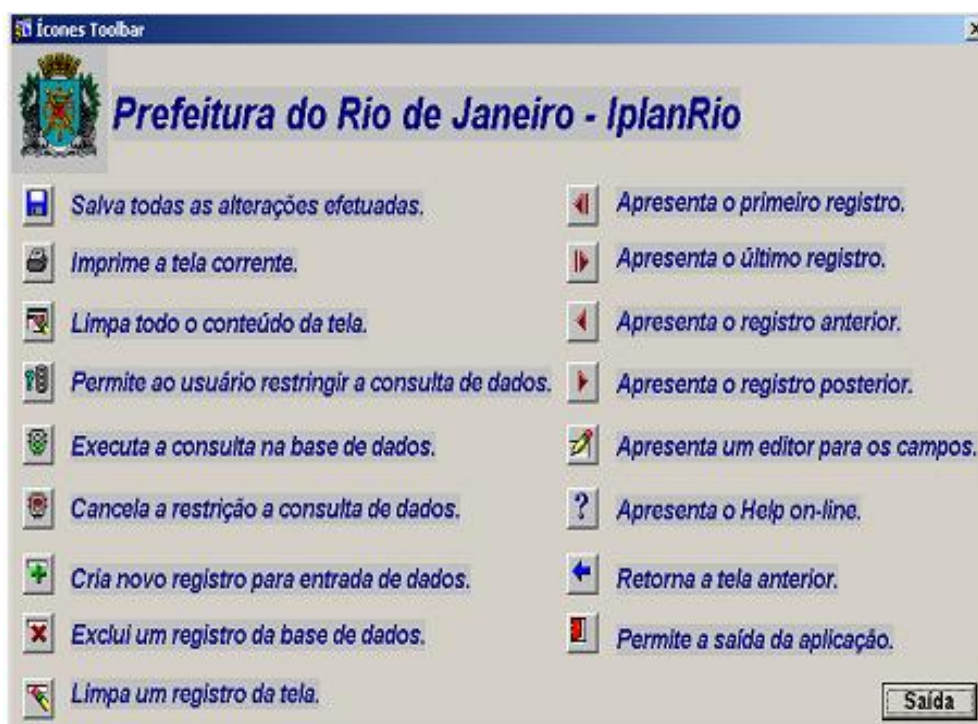 Ícones Toolbar
Prefeitura do Rio de Janeiro - IplanRio
Salva todas as alterações efetuadas.
Imprime a tela corrente.
Limpa todo o conteúdo da tela.
Permite ao usuário restringir a consulta de dados.
Executa a consulta na base de dados.
Cancela a restrição a consulta de dados.
Cria novo registro para entrada de dados.
Exclui um registro da base de dados.
Limpa um registro da tela.
Apresenta o primeiro registro.
Apresenta o último registro.
Apresenta o registro anterior.
Apresenta o registro posterior.
Apresenta um editor para os campos.
Apresenta o Help on-line.
Retorna a tela anterior.
Permite a saída da aplicação.
Saída